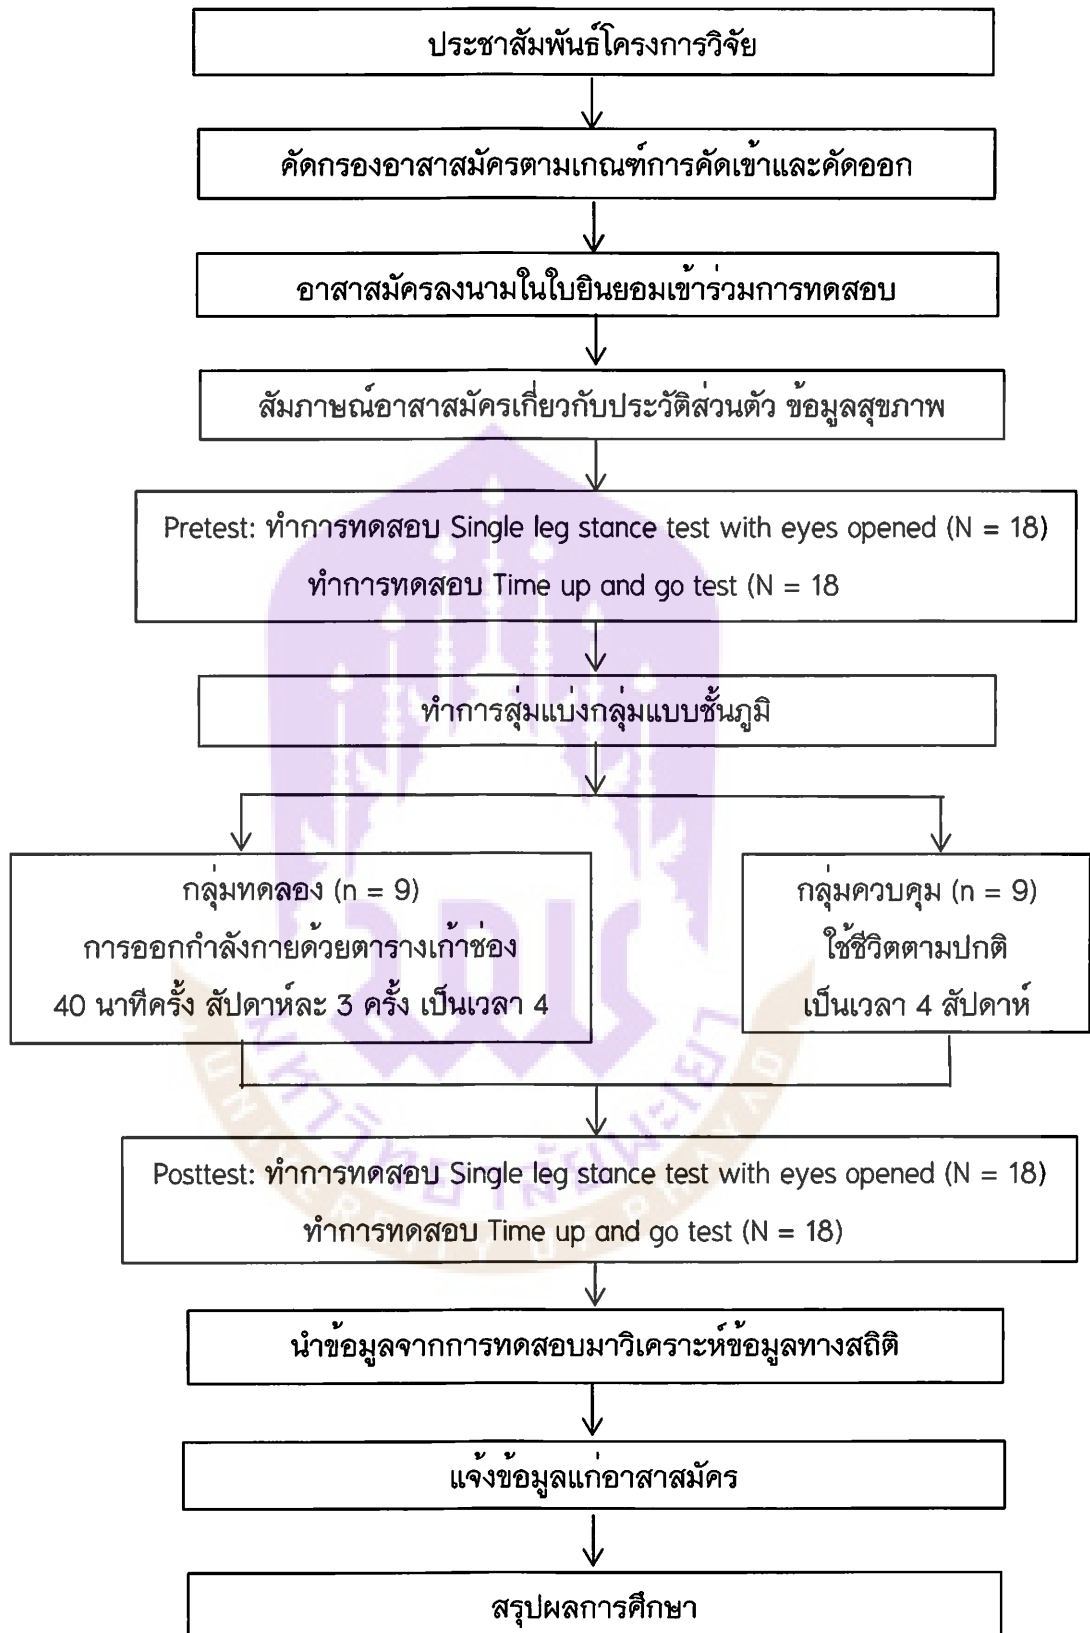 ประชาสัมพันธ์โครงการวิจัย
คัดกรองอาสาสมัครตามเกณฑ์การคัดเข้าและคัดออก
อาสาสมัครลงนามในใบยินยอมเข้าร่วมการทดสอบ
สัมภาษณ์อาสาสมัครเกี่ยวกับประวัติส่วนตัว ข้อมูลสุขภาพ
Pretest: ทำการทดสอบ Single leg stance test with eyes opened (N = 18)
ทำการทดสอบ Time up and go test (N = 18
ทำการสุ่มแบ่งกลุ่มแบบชั้นภูมิ
กลุ่มทดลอง (n = 9)
การออกกำลังกายด้วยตารางเก้าช่อง
40 นาทีครั้ง สัปดาห์ละ 3 ครั้ง เป็นเวลา 4
กลุ่มควบคุม (n = 9)
ใช้ชีวิตตามปกติ
เป็นเวลา 4 สัปดาห์
Posttest: ทำการทดสอบ Single leg stance test with eyes opened (N = 18)
ทำการทดสอบ Time up and go test (N = 18)
นำข้อมูลจากการทดสอบมาวิเคราะห์ข้อมูลทางสถิติ
แจ้งข้อมูลแก่อาสาสมัคร
สรุปผลการศึกษา
มหาวิทยาลัยพะเยา
UNIVERSITY OF PHAYAO